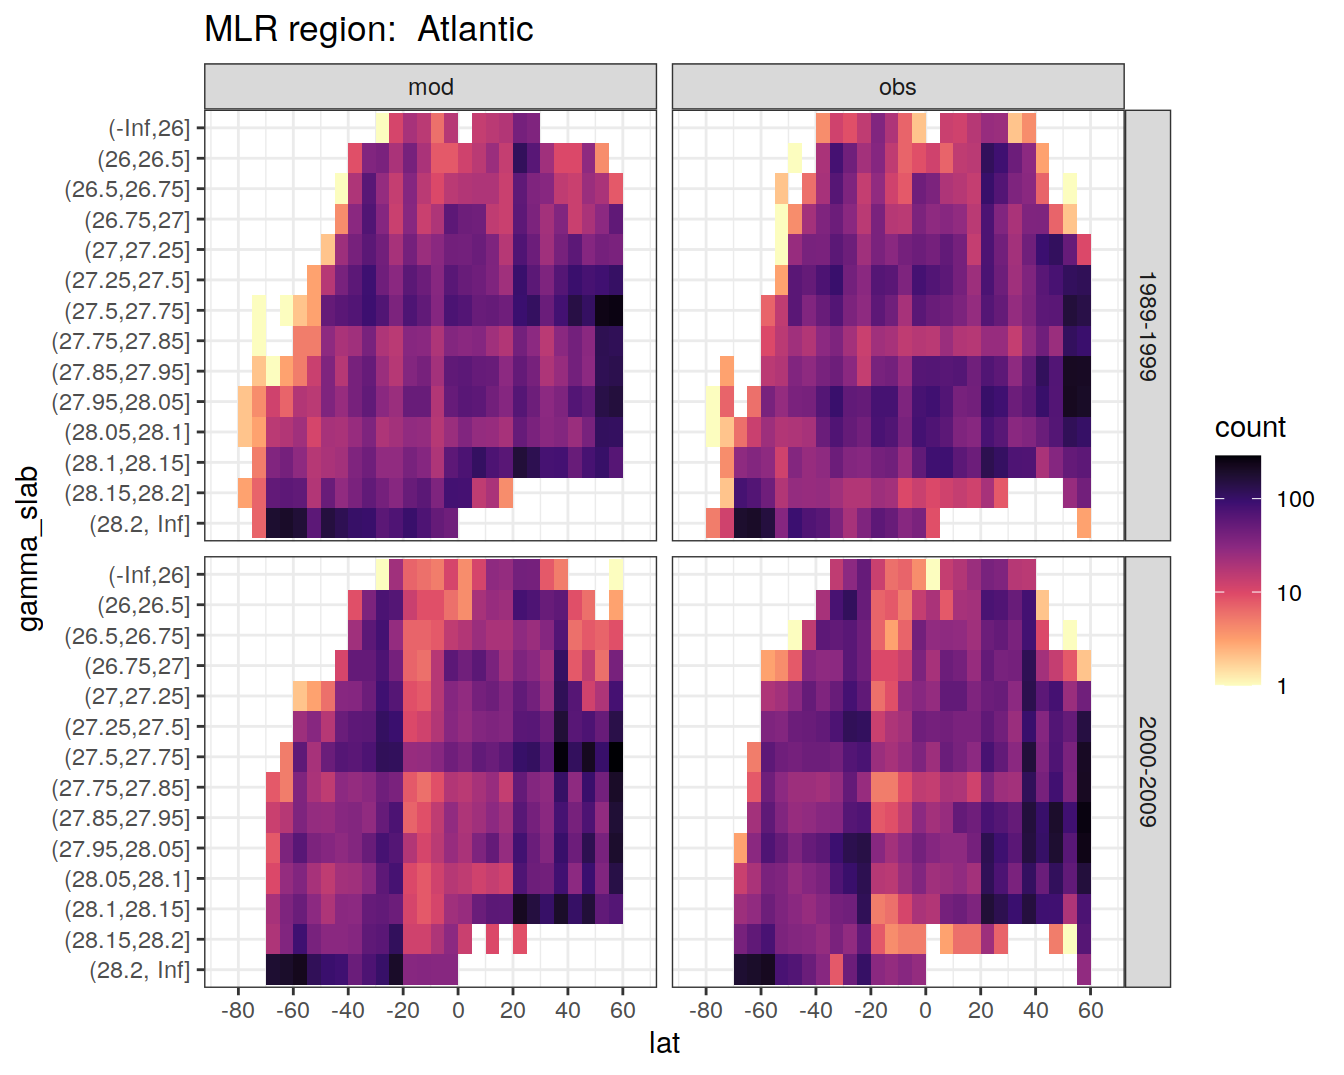 MLR region:  Atlantic
mod
obs
(-Inf,26]
(26,26.5]
(26.5,26.75]
(26.75,27]
(27,27.25]
(27.25,27.5]
(27.5,27.75]
(27.75,27.85]
(27.85,27.95]
(27.95,28.05]
(28.05,28.1]
(28.1,28.15]
(28.15,28.2]
(28.2, Inf]
1989-1999
(-Inf,26]
(26,26.5]
(26.5,26.75]
(26.75,27]
(27,27.25]
(27.25,27.5]
(27.5,27.75]
(27.75,27.85]
(27.85,27.95]
(27.95,28.05]
(28.05,28.1]
(28.1,28.15]
(28.15,28.2]
(28.2, Inf]
2000-2009
gamma_slab
-80 -60 -40 -20 0 20 40 60
-80 -60 -40 -20 0 20 40 60
lat
count
100
10
1